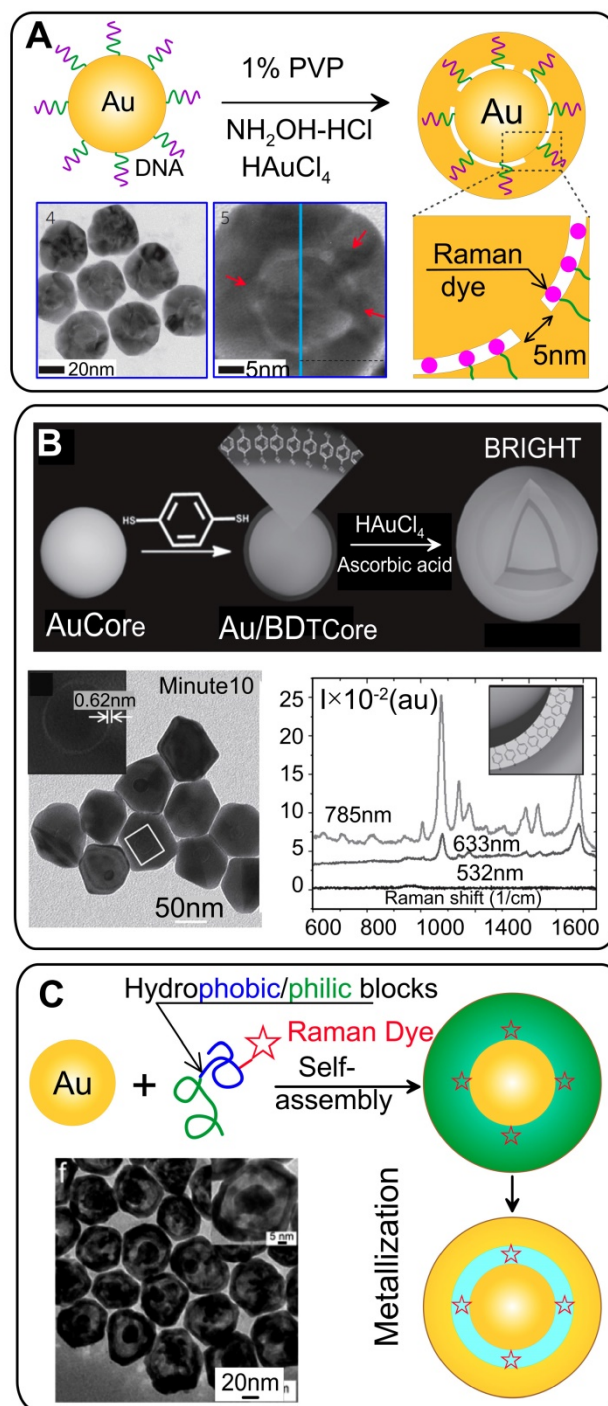 A
Au
DNA
1% PVP
NH2OH-HCl
HAuCl4
Au
4
20nm
5
5nm
Raman
dye
5nm
B
BRIGHT
HS
SH
HAuCl4
Ascorbic acid
AuCore
Au/BDTCore
0.62nm
Minute10
50nm
I×10-2(au)
25
20
15
10
5
0
785nm
633nm
532nm
Raman shift (1/cm)
600
1000
1400
1600
C
Hydrophobic/philic blocks
Au
+
Raman Dye
Self-
assembly
f
5 nm
20nm
Metallization